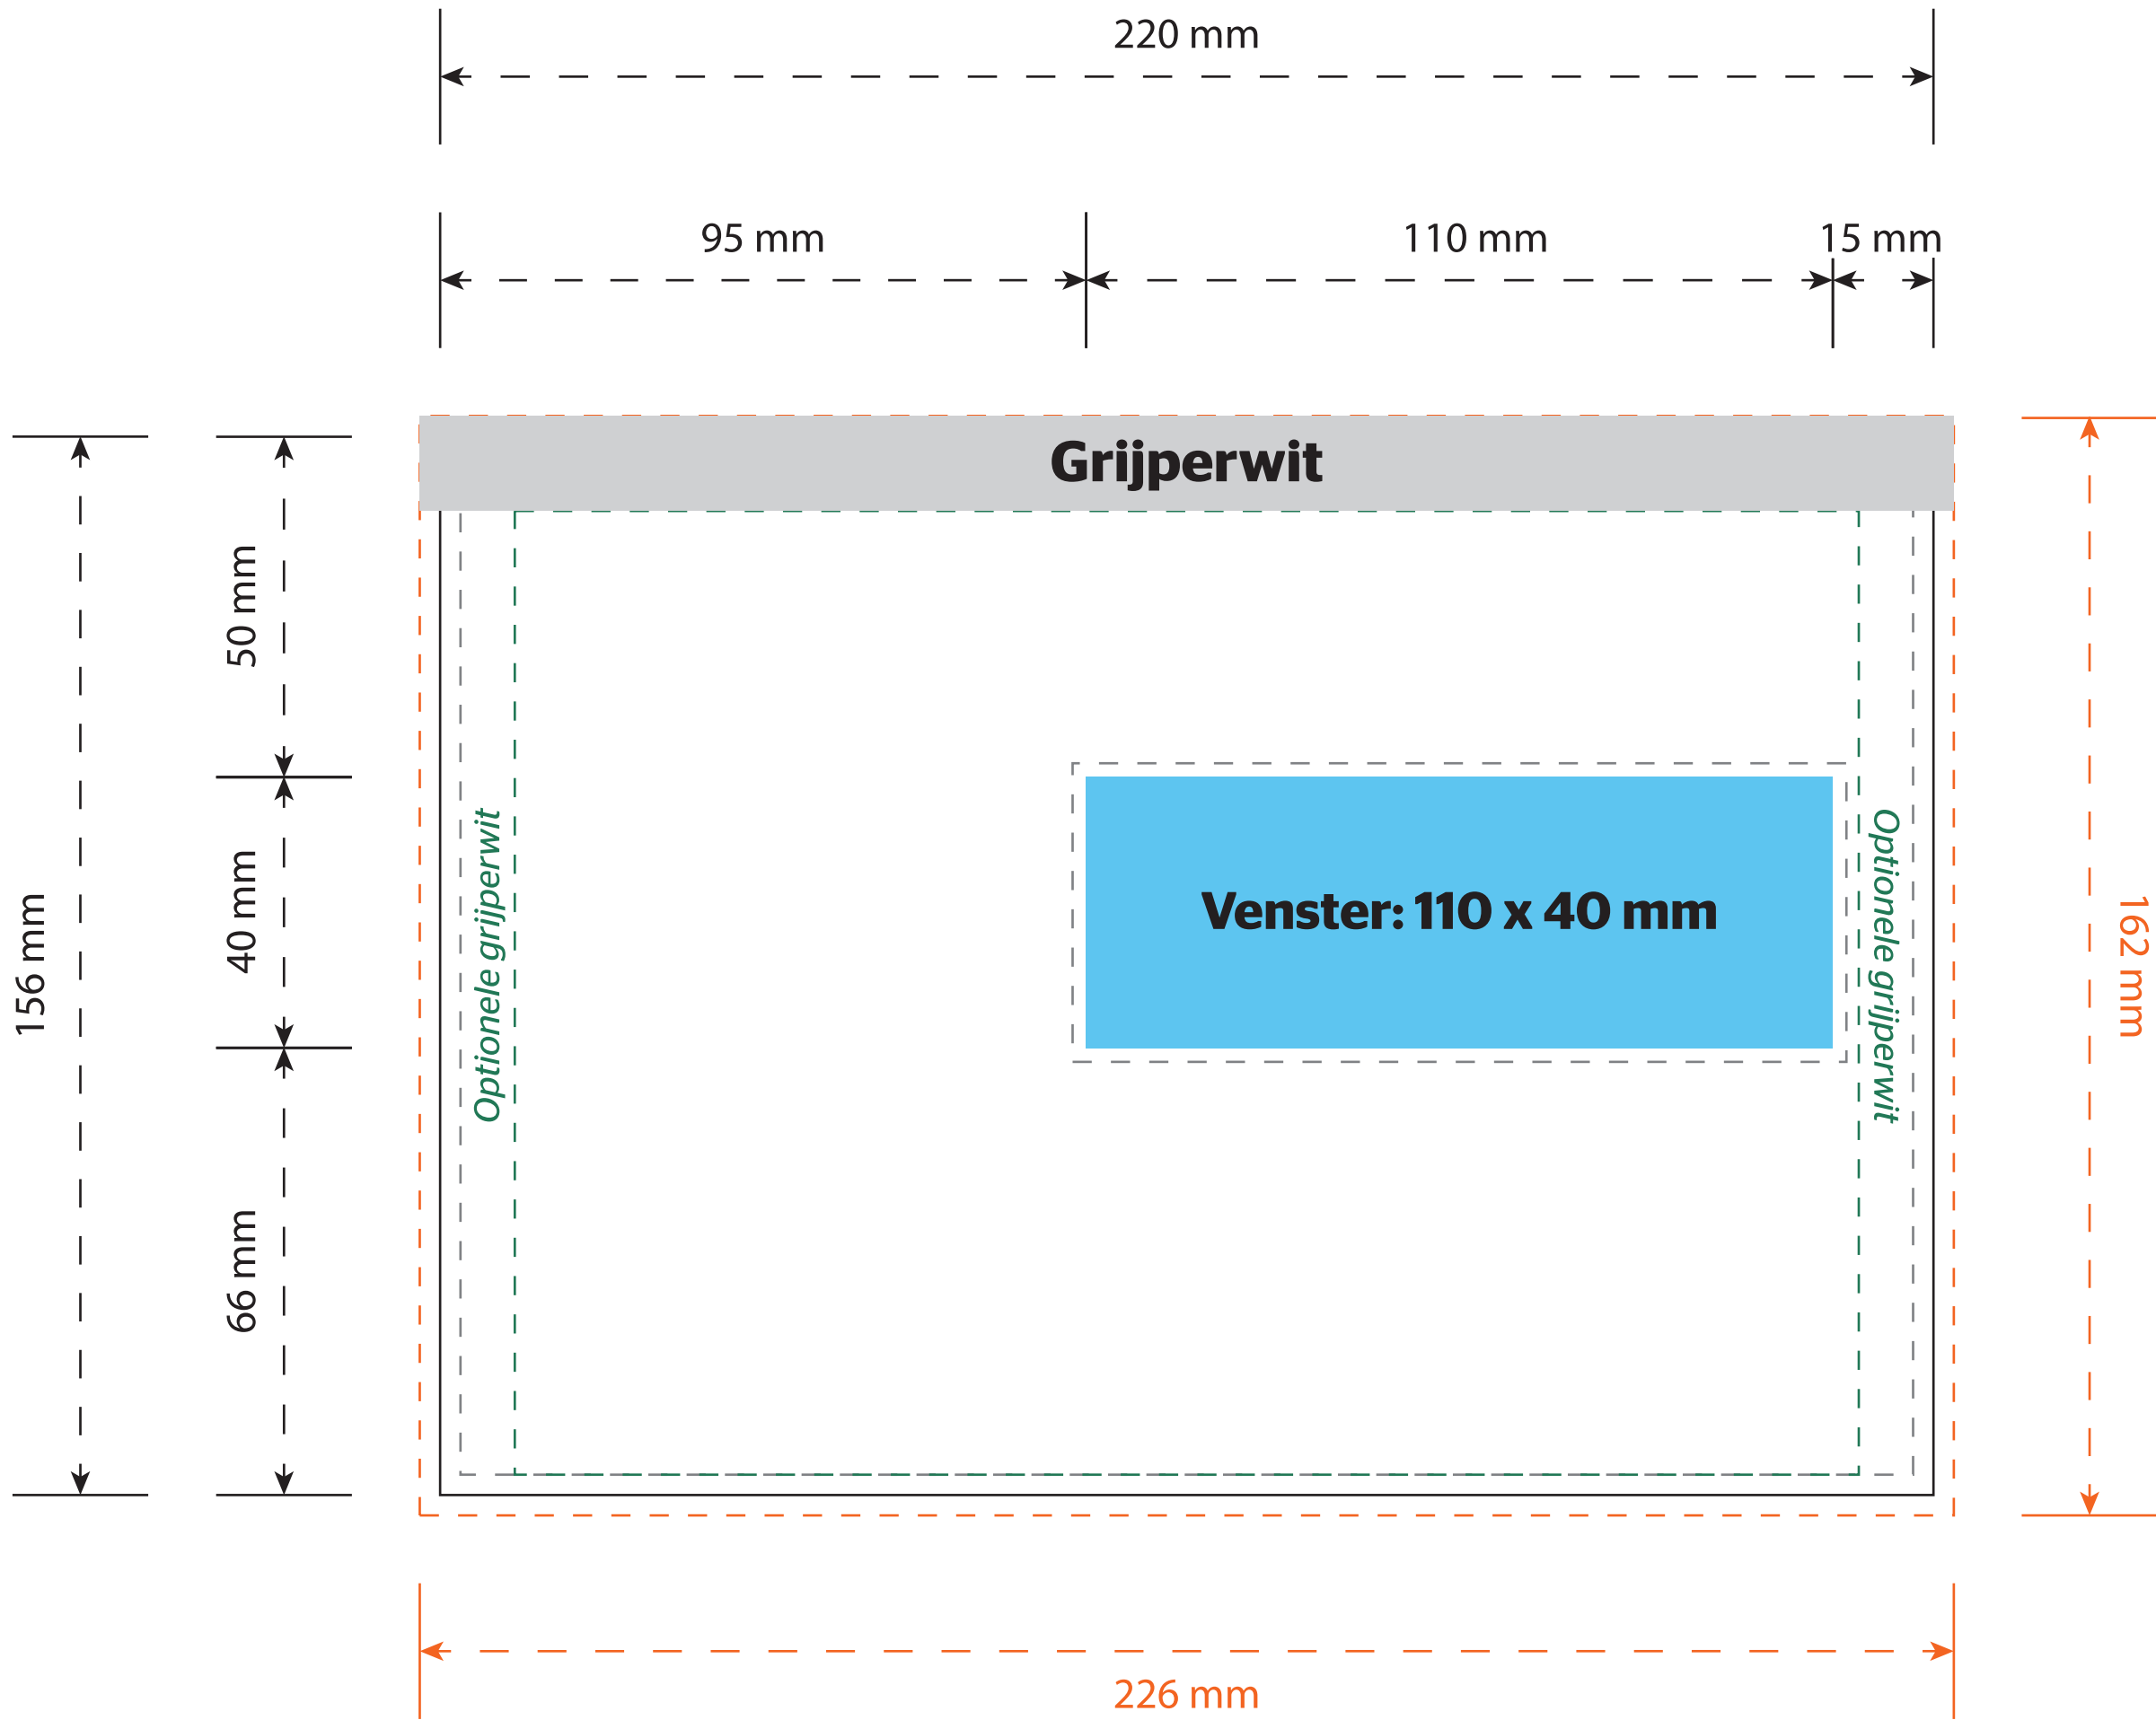 220 mm
95 mm
110 mm
15 mm
Grijperwit
50 mm
40 mm
66 mm
156 mm
Optionele grijperwit
Venster: 110 x 40 mm
Optionele grijperwit
162 mm
226 mm